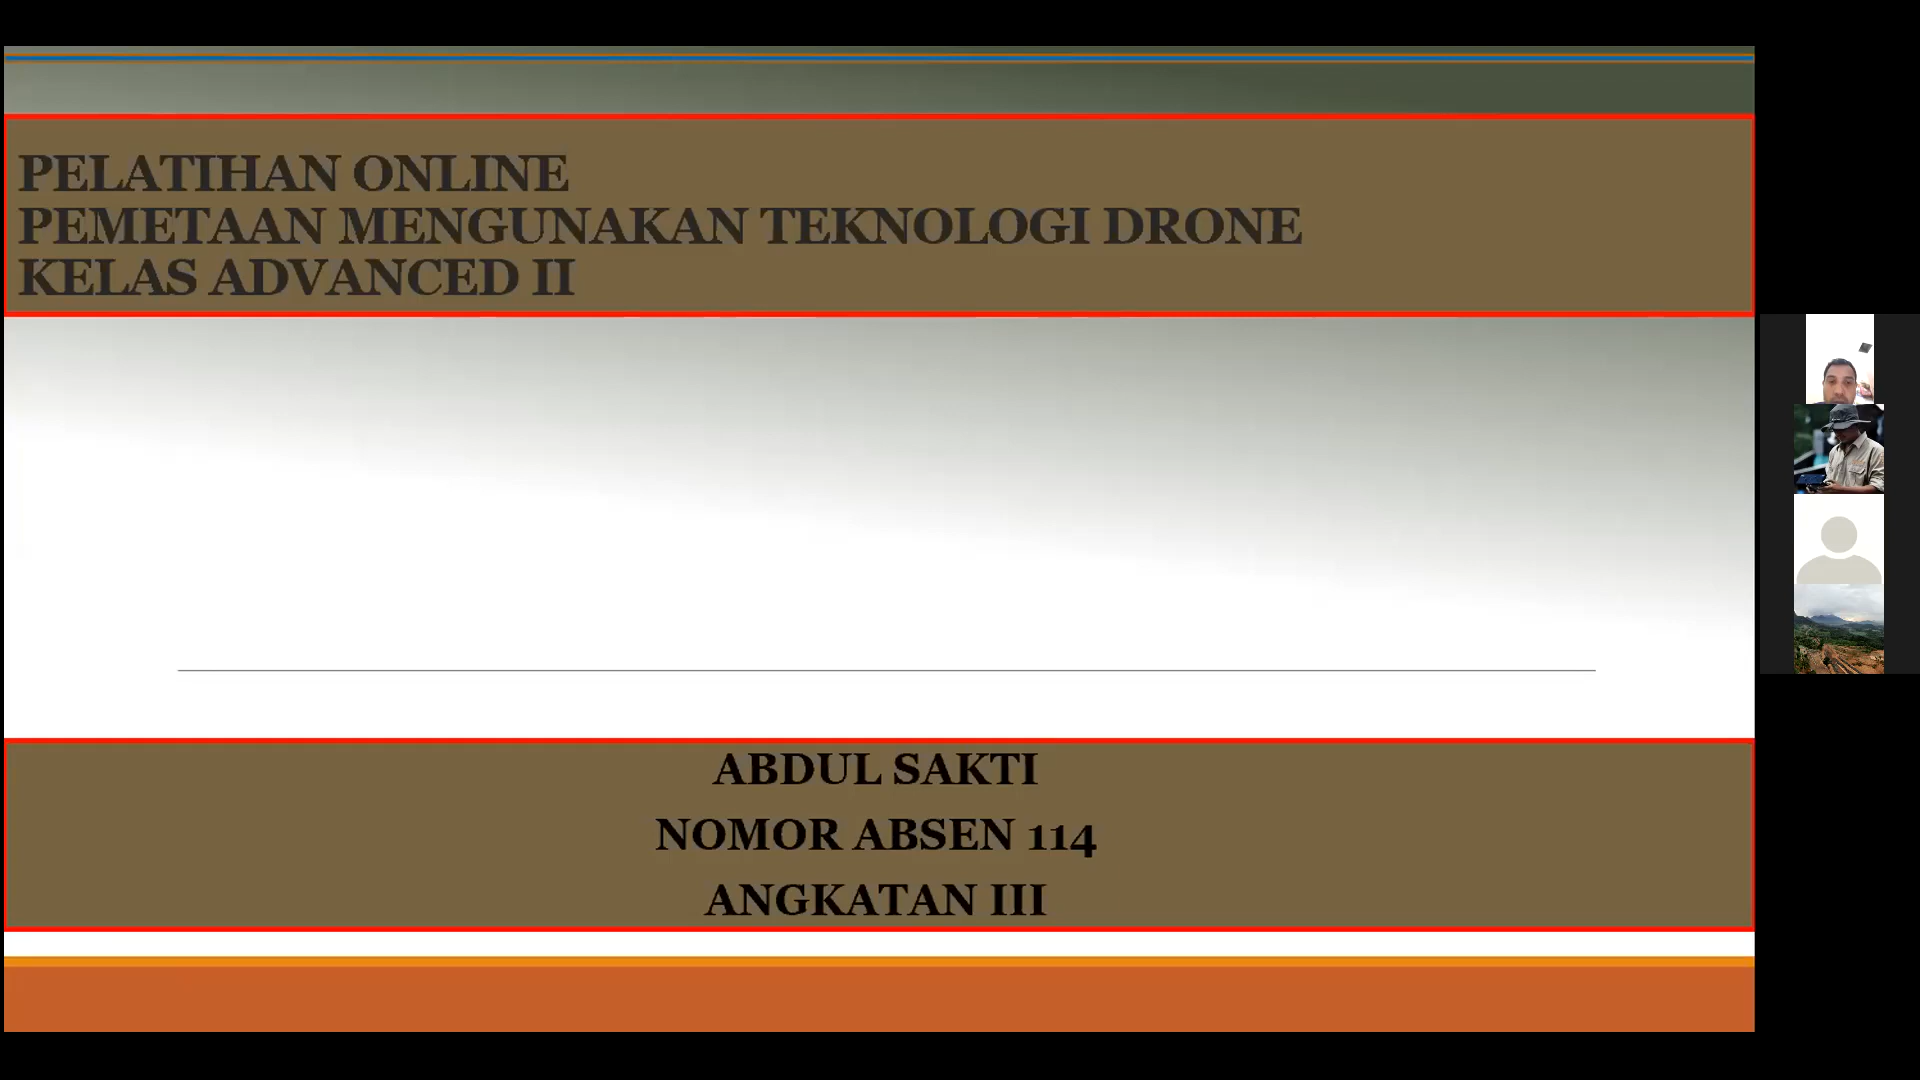 PELATIHAN ONLINE
PEMETAAN MENGUNAKAN TEKNOLOGI DRONE
KELAS ADVANCED II
ABDUL SAKTI
NOMOR ABSEN 114
ANGKATAN III